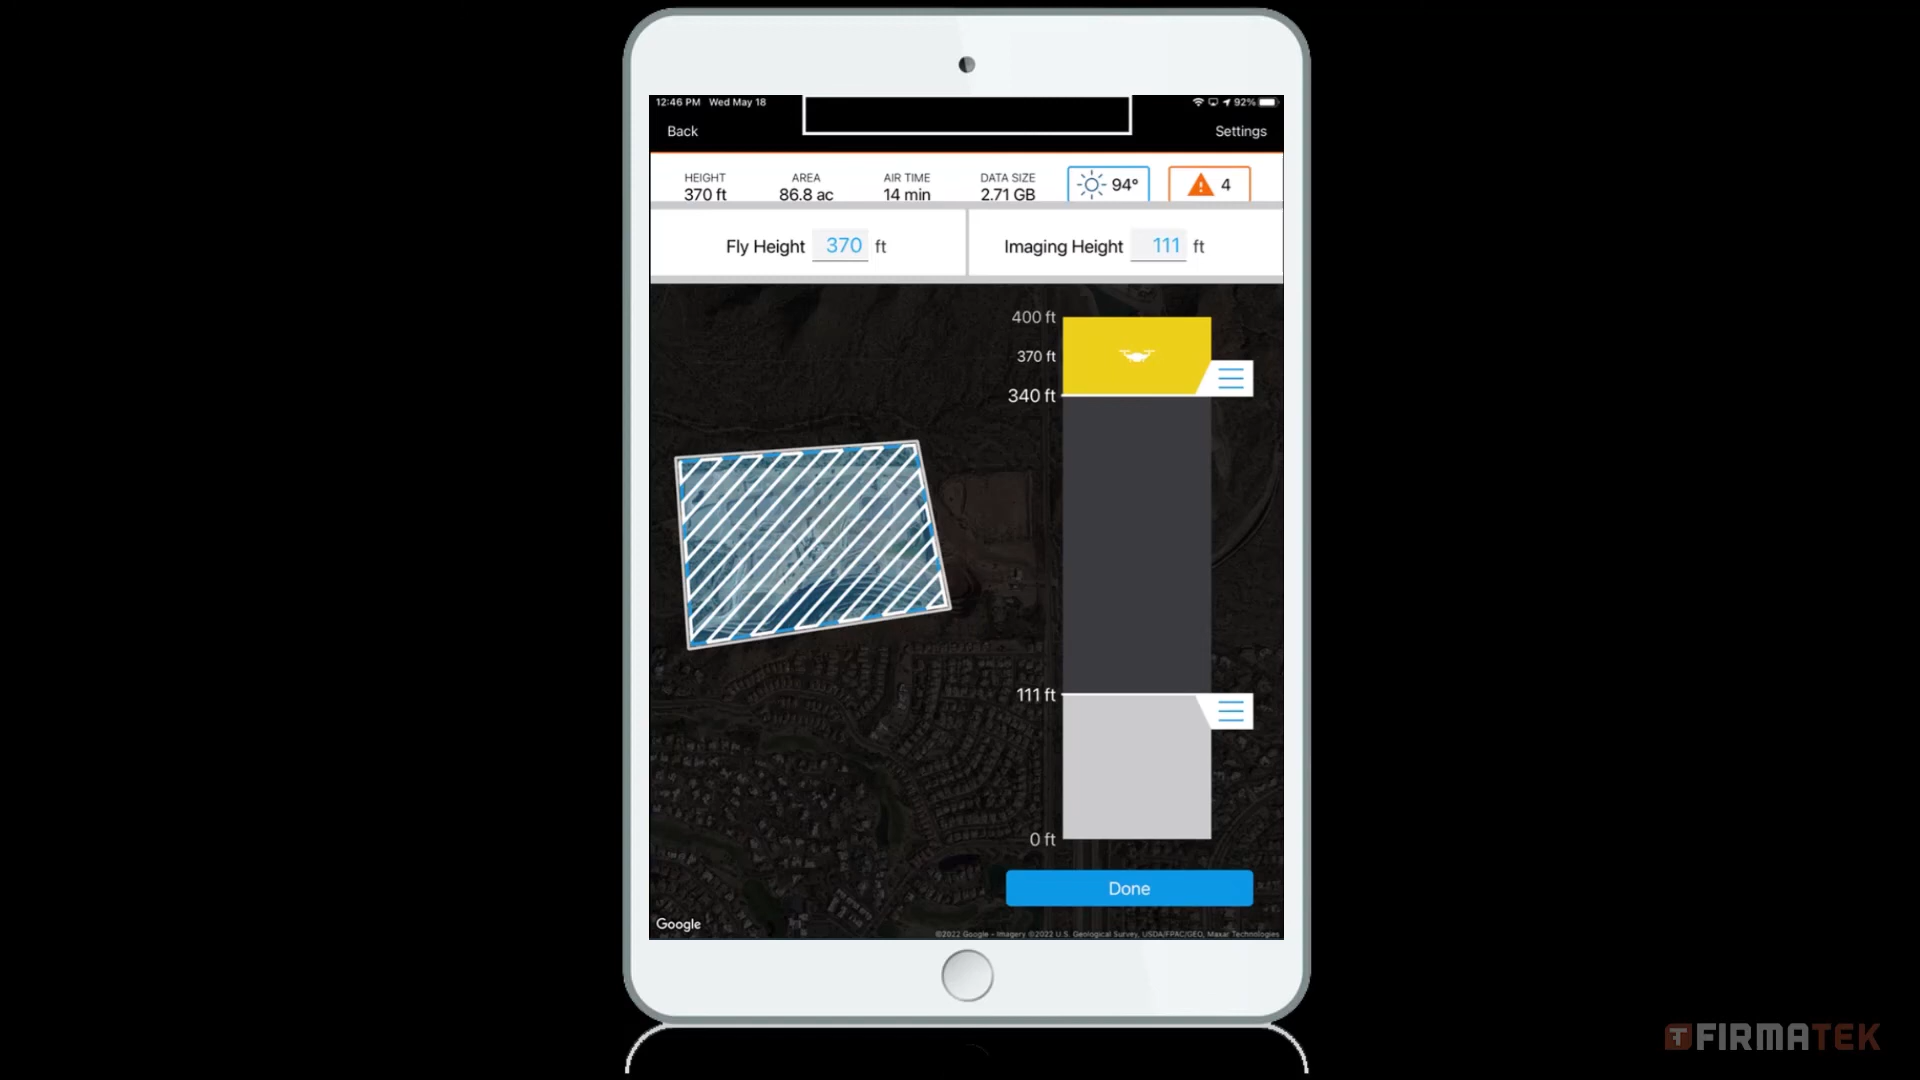 12:46 PM Wed May 18
92%
Back
Settings
HEIGHT
370 ft
AREA
86.8 ac
AIR TIME
14 min
DATA SIZE
2.71 GB
94°
4
Fly Height 370 ft
Imaging Height 111 ft
400 ft
370 ft
340 ft
111 ft
0 ft
Done
Google
©2022 Google - Imagery ©2022 U.S. Geological Survey, USDA/FPAC/GEO, Maxar Technologies
FIRMATEK